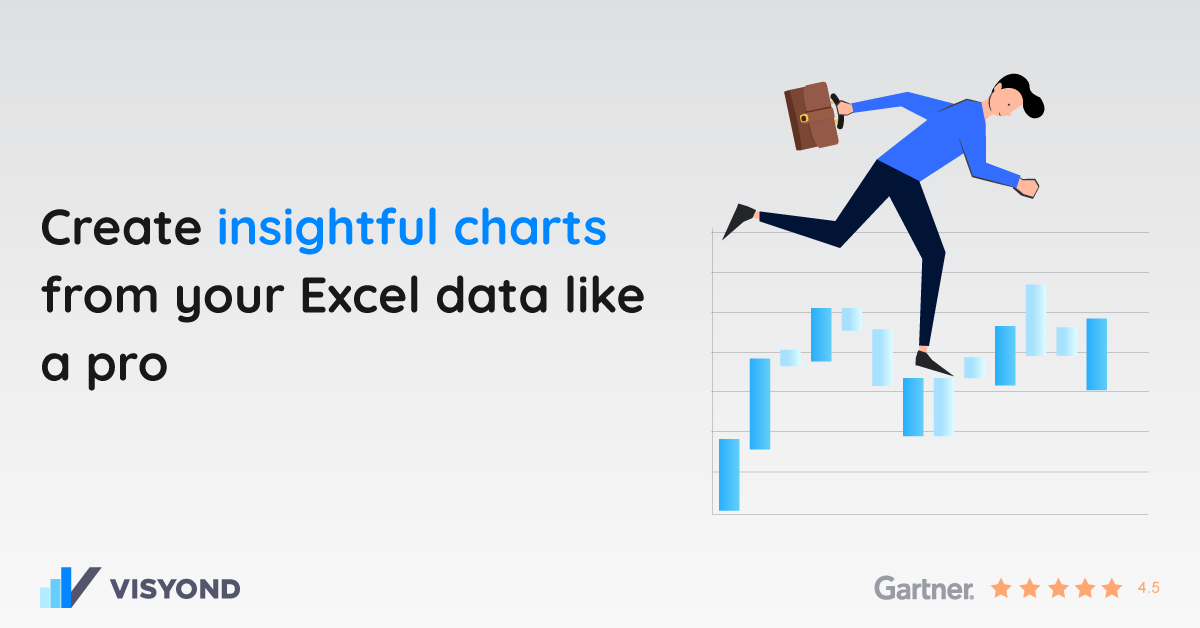 Create insightful charts
from your Excel data like
a pro
VISYOND
Gartner. 4.5